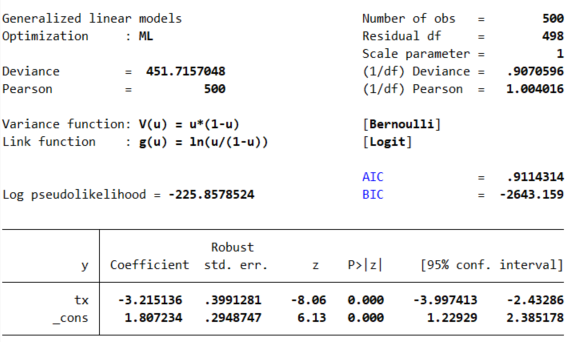 Generalized linear models Number of obs = 500
Optimization : ML Residual df = 498
Scale parameter = 1
Deviance = 451.7157048 (1/df) Deviance = .9070596
Pearson = 500 (1/df) Pearson = 1.004016
Variance function: V(u) = u*(1-u) [Bernoulli]
Link function : g(u) = ln(u/(1-u)) [Logit]
AIC = .9114314
Log pseudolikelihood = -225.8578524 BIC = -2643.159
Robust
y Coefficient std. err. z P>|z| [95% conf. interval]
tx -3.215136 .3991281 -8.06 0.000 -3.997413 -2.43286
_cons 1.807234 .2948747 6.13 0.000 1.22929 2.385178